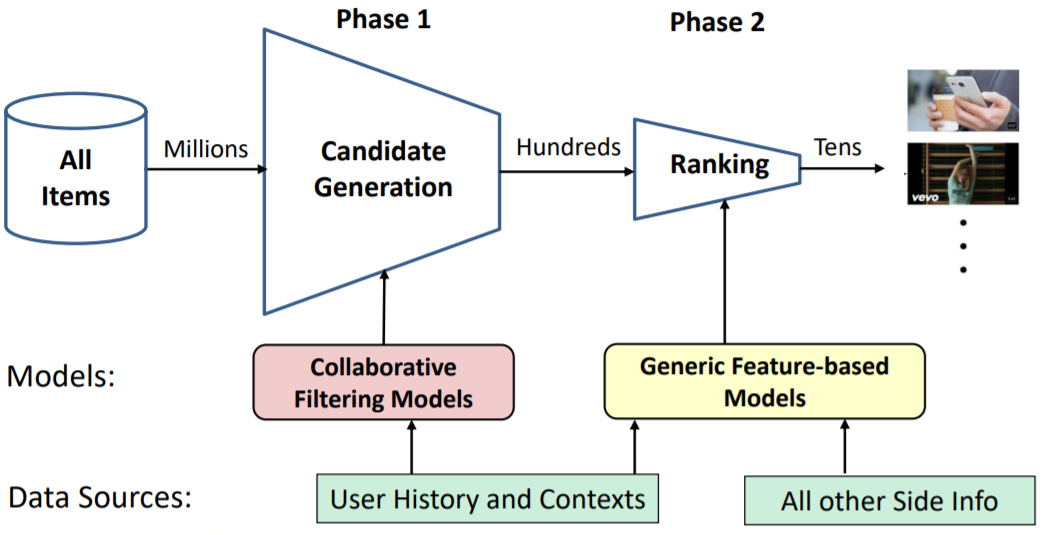 Phase 1
Phase 2
All
Items
Millions
Candidate
Generation
Hundreds
Ranking
Tens
vevo
Models:
Collaborative
Filtering Models
Generic Feature-based
Models
Data Sources:
User History and Contexts
All other Side Info